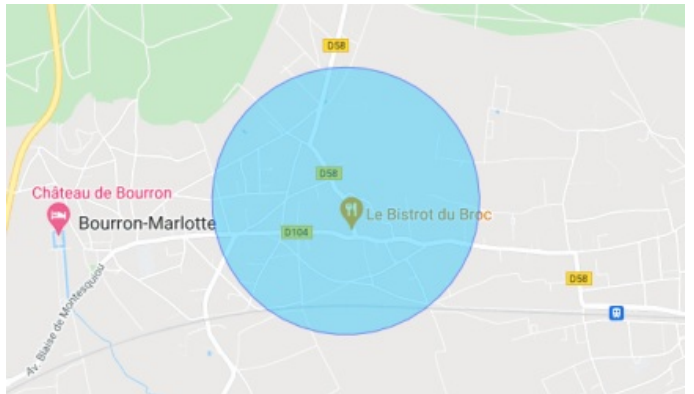 D58
D58
Château de Bourron
Bourron-Marlotte
Le Bistrot du Broc
D104
D58
Av. Blaise de Montesquiou